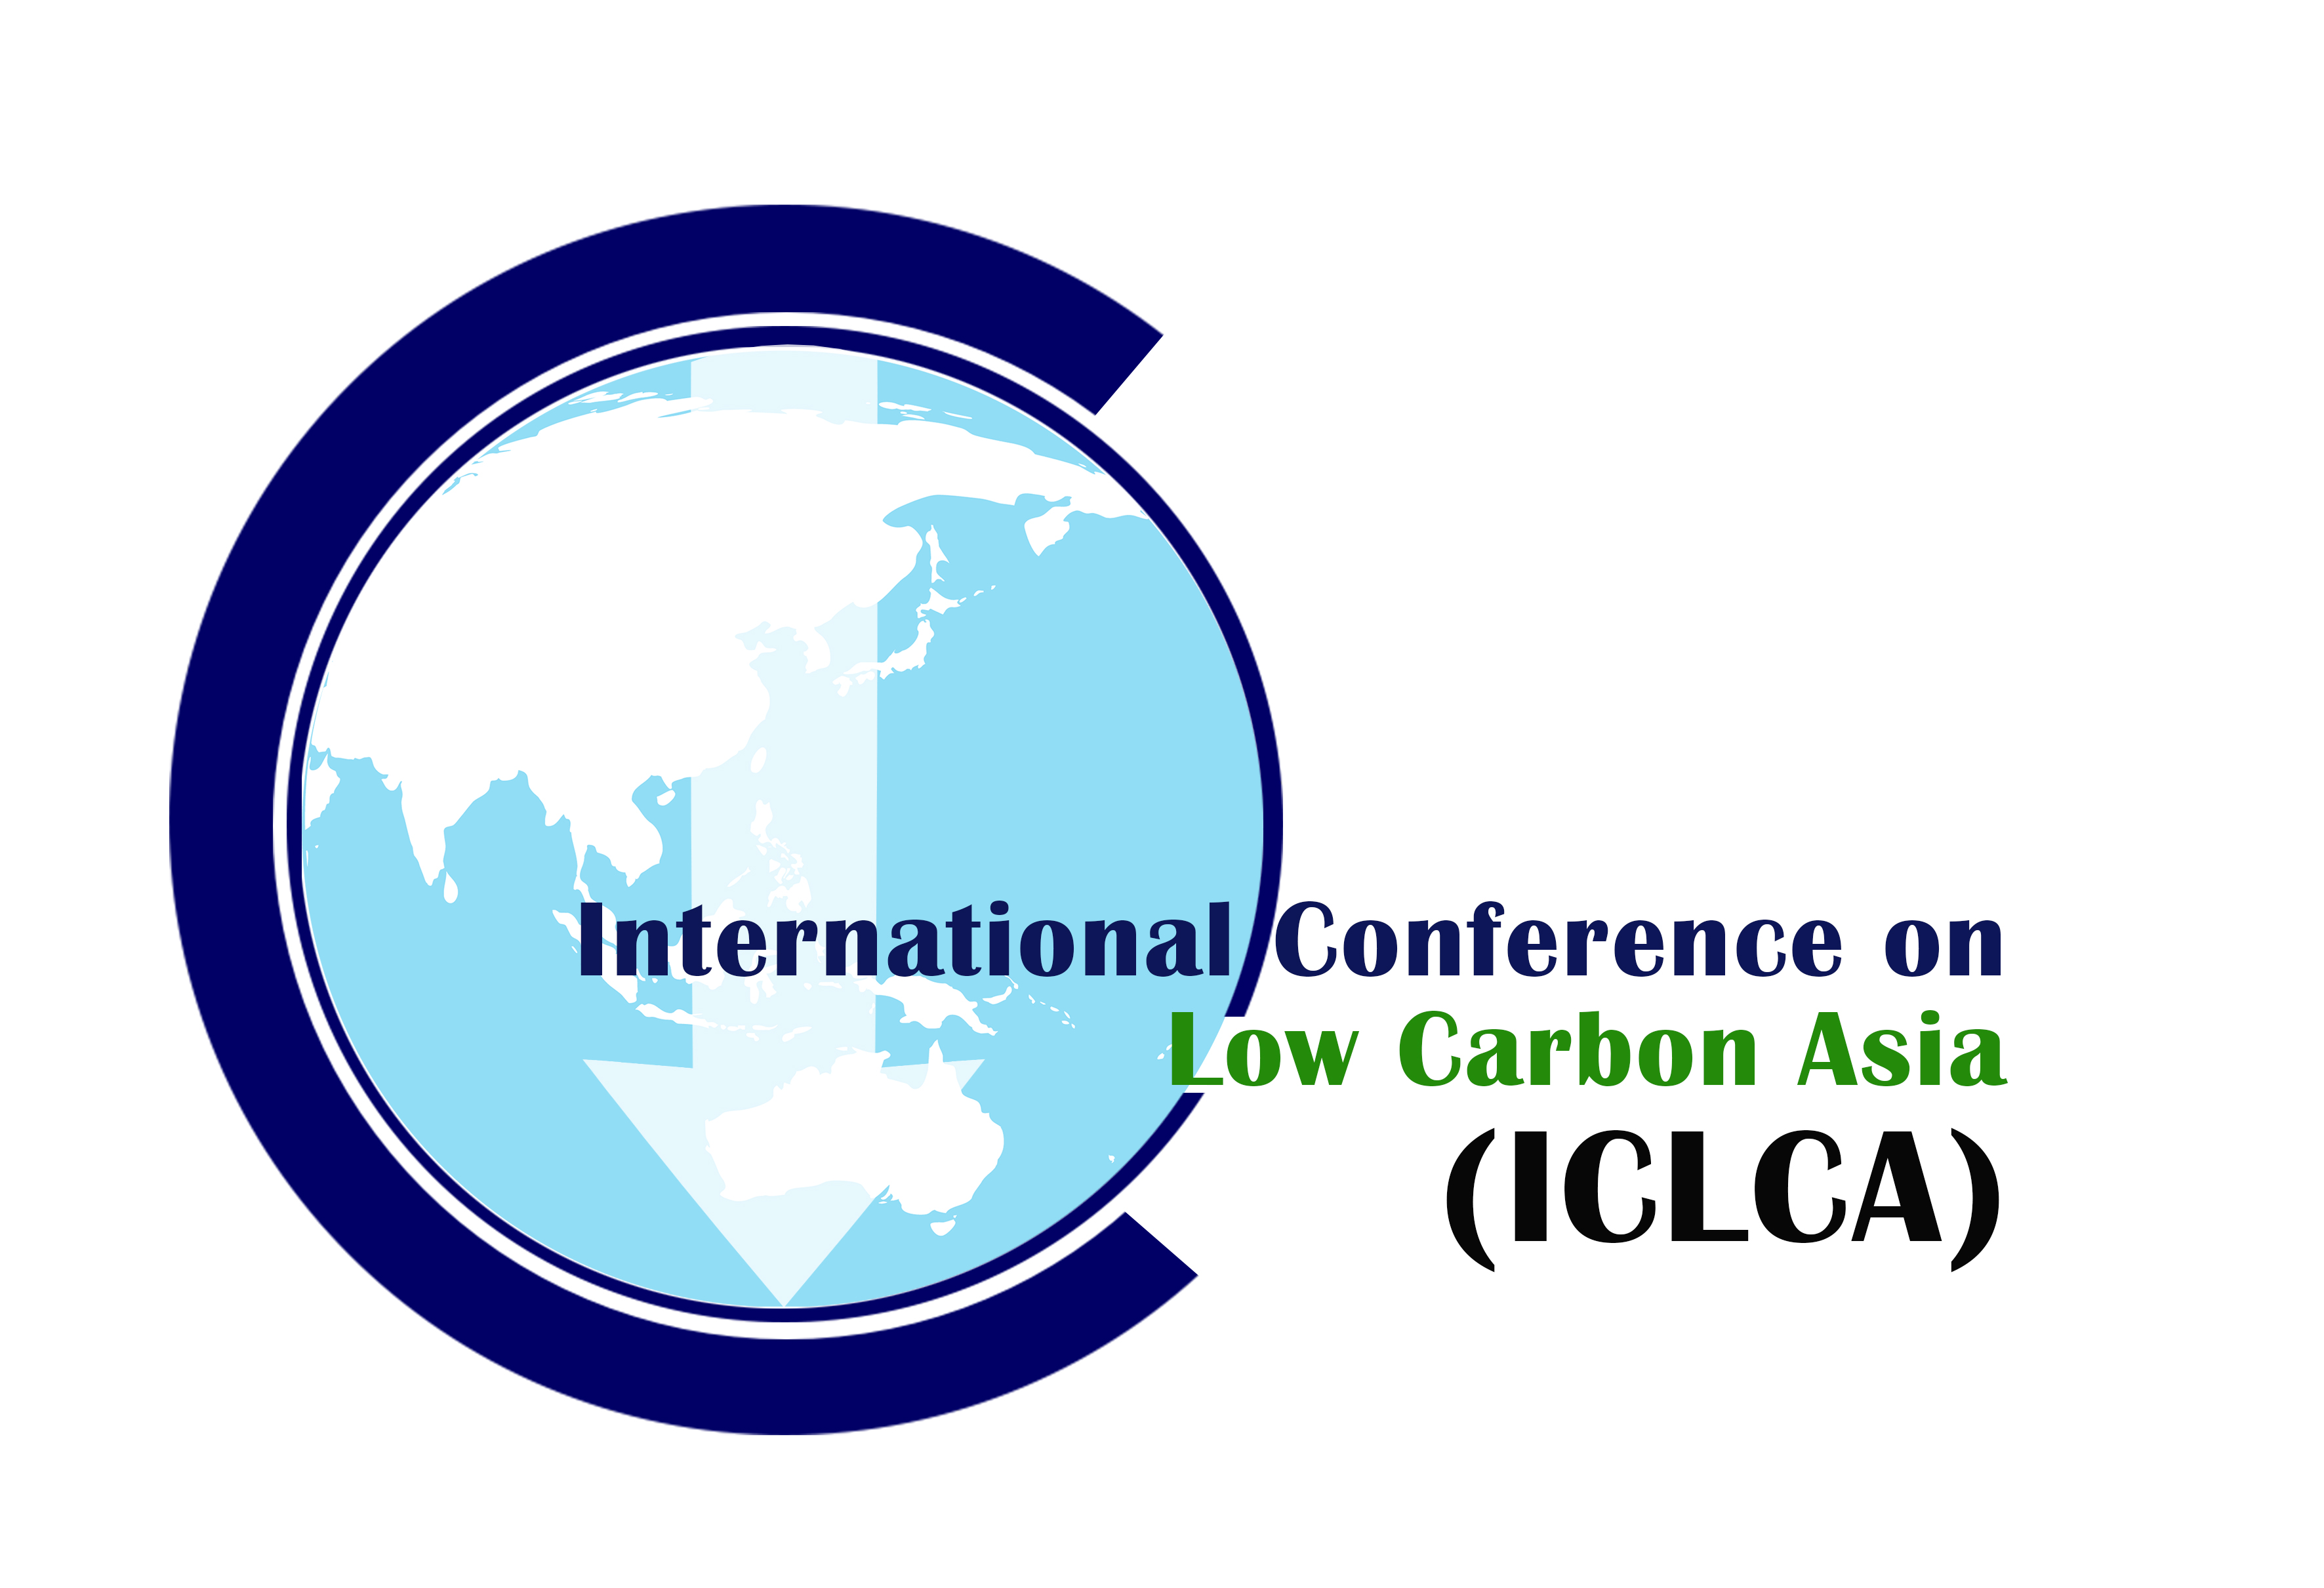 International Conference on
Low Carbon Asia
(ICLCA)